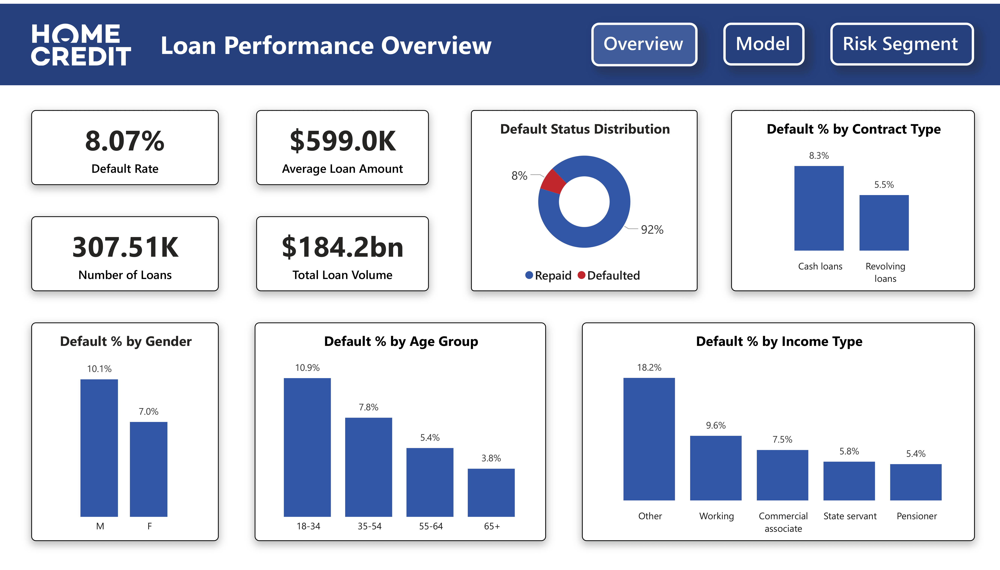 HOME
CREDIT
Loan Performance Overview
Overview
Model
Risk Segment
8.07%
Default Rate
$599.0K
Average Loan Amount
307.51K
Number of Loans
$184.2bn
Total Loan Volume
Default Status Distribution
8%
92%
Repaid
Defaulted
Default % by Contract Type
8.3%
5.5%
Cash loans
Revolving
loans
Default % by Gender
10.1%
7.0%
M
F
Default % by Age Group
10.9%
7.8%
5.4%
3.8%
18-34
35-54
55-64
65+
Default % by Income Type
18.2%
9.6%
7.5%
5.8%
5.4%
Other
Working
Commercial
associate
State servant
Pensioner